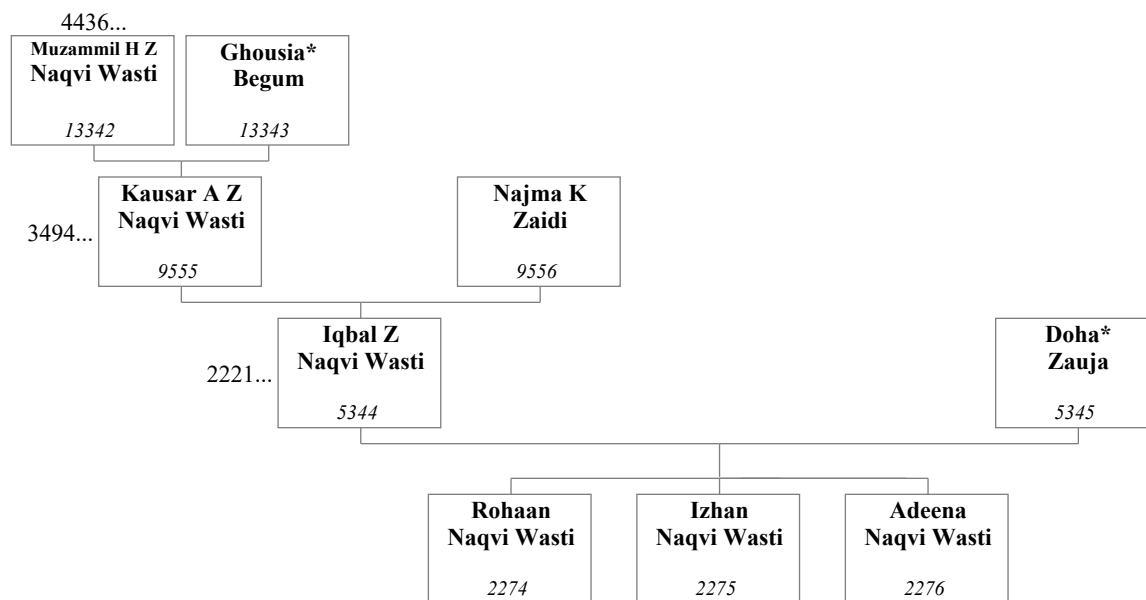 4436...
Muzammil H Z
Naqvi Wasti
13342
Ghousia*
Begum
13343
3494...
Kausar A Z
Naqvi Wasti
9555
Najma K
Zaidi
9556
2221...
Iqbal Z
Naqvi Wasti
5344
Doha*
Zauja
5345
Rohaan
Naqvi Wasti
2274
Izhan
Naqvi Wasti
2275
Adeena
Naqvi Wasti
2276